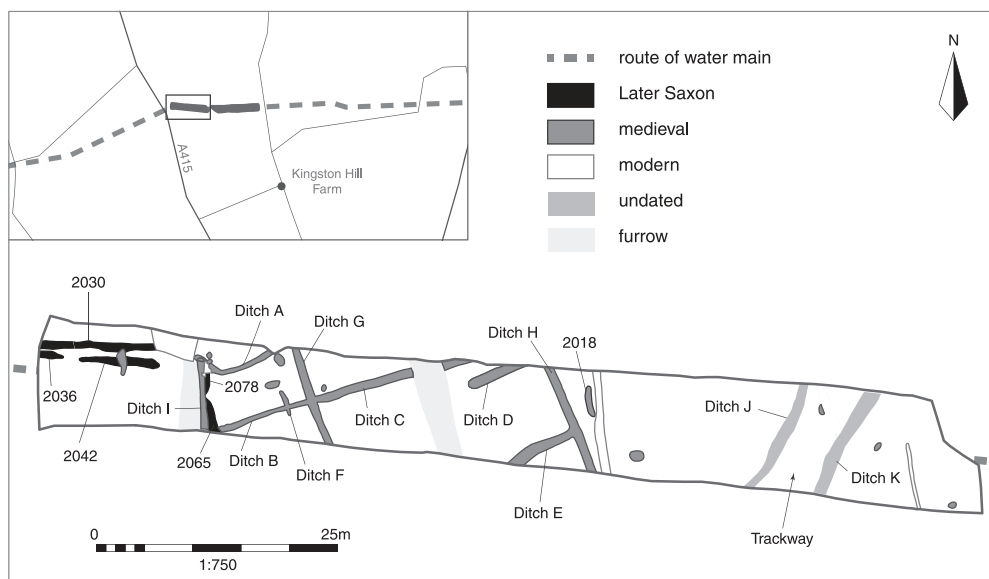 A415
Kingston Hill
Farm
route of water main
Later Saxon
medieval
modern
undated
furrow
N
2030
Ditch A
Ditch G
Ditch H
2018
2036
2042
Ditch I
2078
2065
Ditch B
Ditch F
Ditch C
Ditch D
Ditch E
Ditch J
Ditch K
Trackway
0
25m
1:750